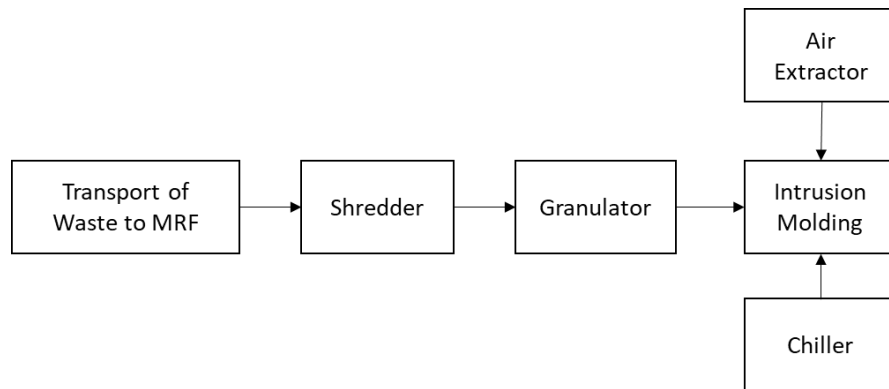 Air
Extractor
Transport of
Waste to MRF
Shredder
Granulator
Intrusion
Molding
Chiller